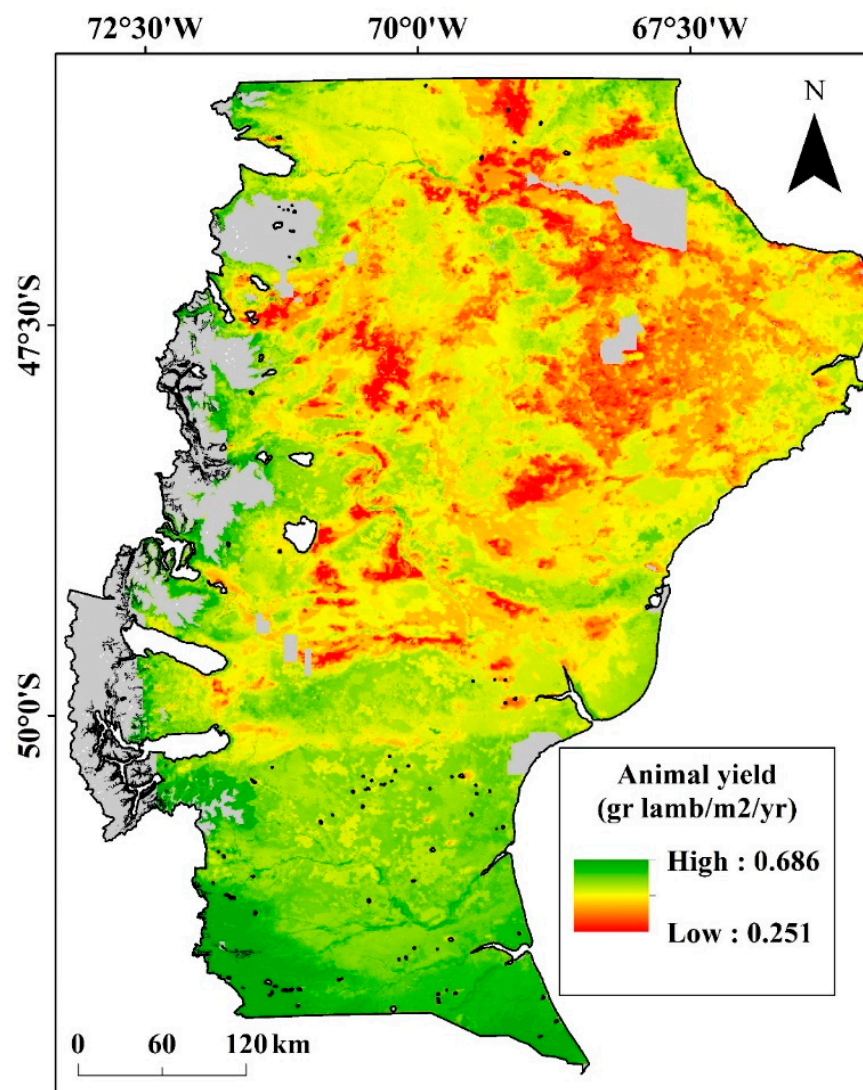 72°30'W 70°0'W 67°30'W
N
47°30'S
50°0'S
Animal yield
(gr lamb/m2/yr)
High : 0.686
Low : 0.251
0 60 120 km